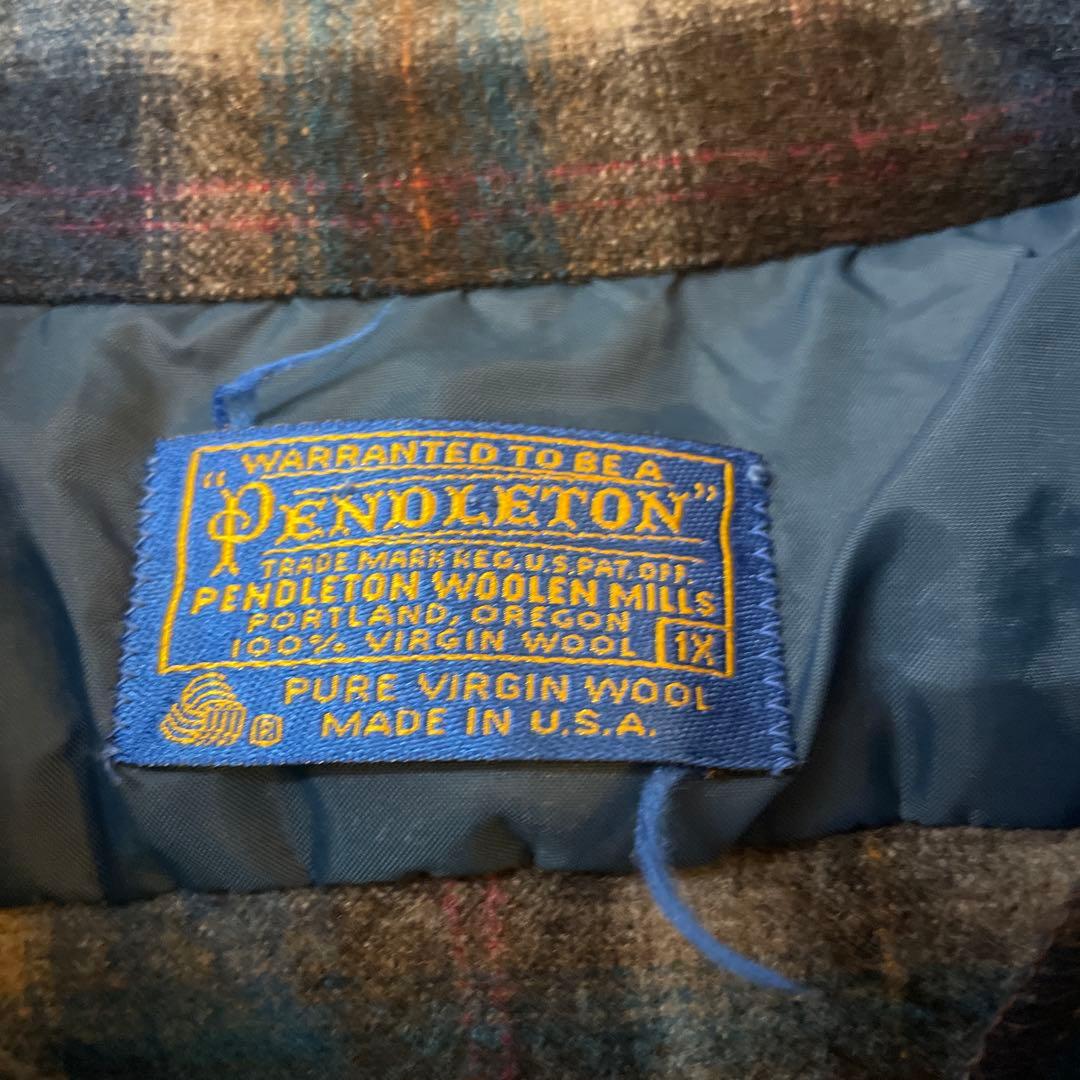 WARRANTED TO BE A
"PENDLETON"
TRADE MARK REG. U.S. PAT. OFF.
PENDLETON WOOLEN MILLS
PORTLAND, OREGON
100% VIRGIN WOOL 1X
® PURE VIRGIN WOOL
MADE IN U.S.A.